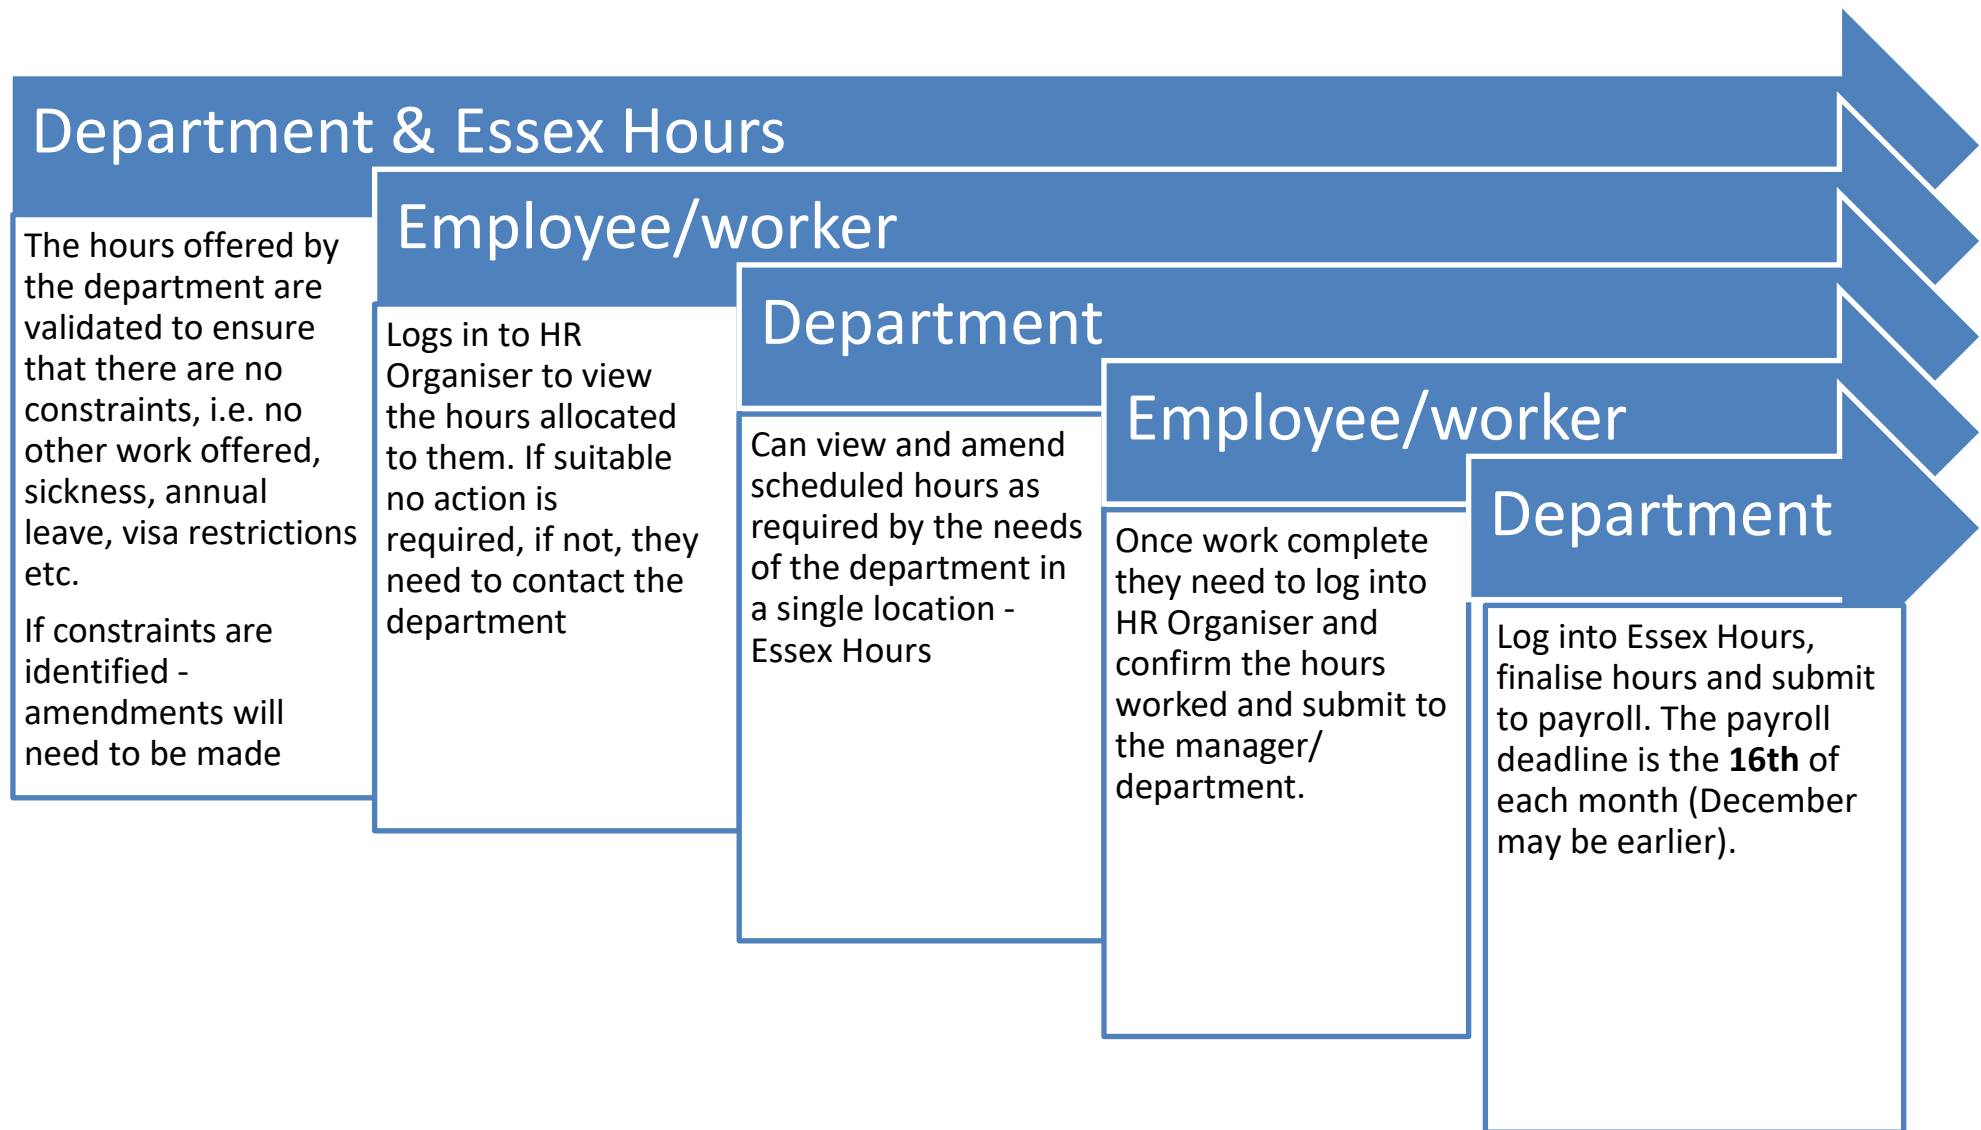 Department & Essex Hours
The hours offered by
the department are
validated to ensure
that there are no
constraints, i.e. no
other work offered,
sickness, annual
leave, visa restrictions
etc.
If constraints are
identified -
amendments will
need to be made
Employee/worker
Logs in to HR
Organiser to view
the hours allocated
to them. If suitable
no action is
required, if not, they
need to contact the
department
Department
Can view and amend
scheduled hours as
required by the needs
of the department in
a single location -
Essex Hours
Employee/worker
Once work complete
they need to log into
HR Organiser and
confirm the hours
worked and submit to
the manager/
department.
Department
Log into Essex Hours,
finalise hours and submit
to payroll. The payroll
deadline is the 16th of
each month (December
may be earlier).